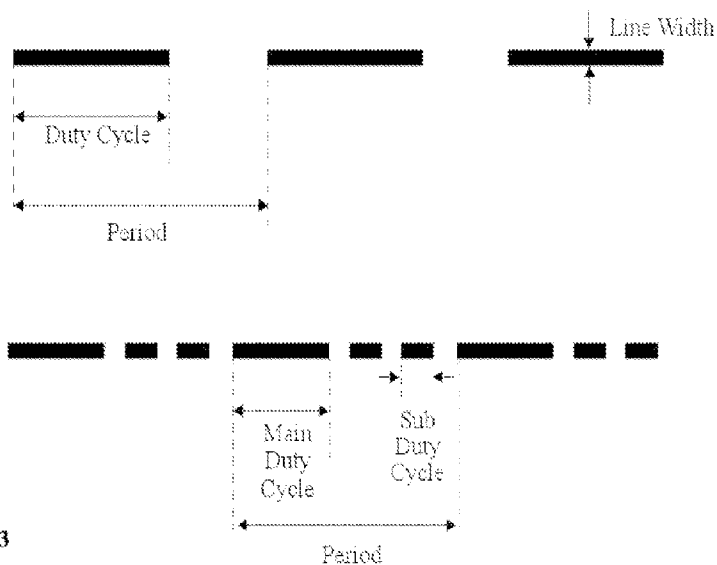 Line Width
Duty Cycle
Period
Main
Duty
Cycle
Sub
Duty
Cycle
3
Period